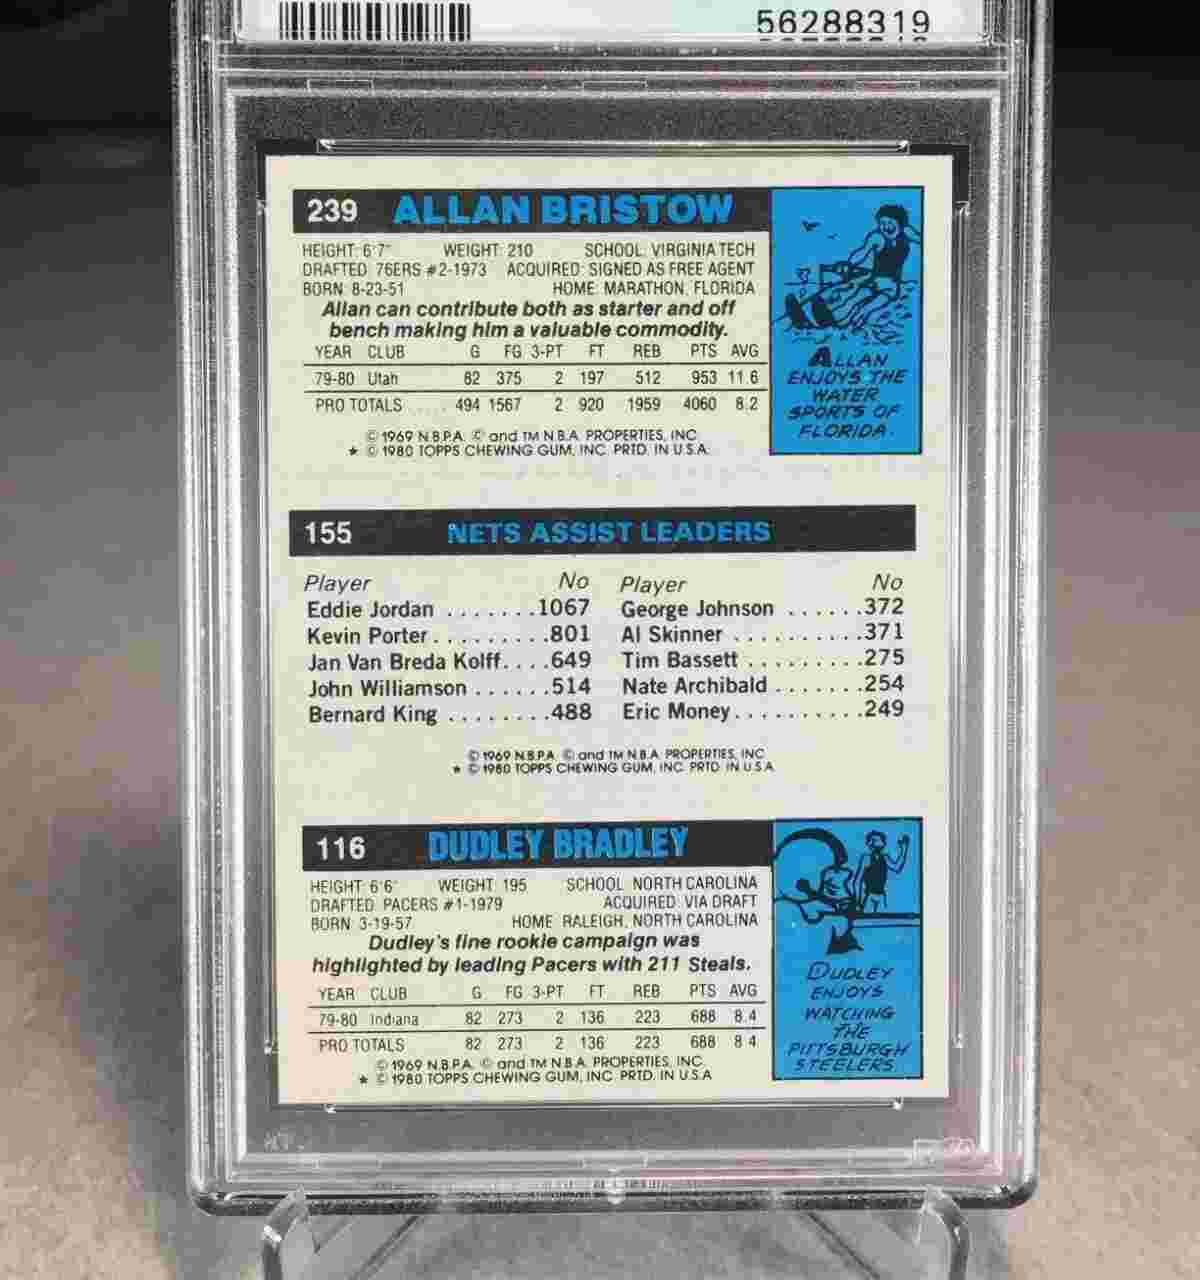 56288319
239 ALLAN BRISTOW
HEIGHT: 6'7" WEIGHT: 210 SCHOOL: VIRGINIA TECH
DRAFTED: 76ERS #2-1973 ACQUIRED: SIGNED AS FREE AGENT
BORN: 8-23-51 HOME: MARATHON, FLORIDA
Allan can contribute both as starter and off
bench making him a valuable commodity.
YEAR CLUB G FG 3-PT FT REB PTS AVG
79-80 Utah 82 375 2 197 512 953 11.6
PRO TOTALS ..... 494 1567 2 920 1959 4060 8.2
© 1969 N.B.P.A. © and TM N.B.A. PROPERTIES, INC.
★ © 1980 TOPPS CHEWING GUM, INC. PRTD. IN U.S.A.
ALLAN
ENJOYS THE
WATER
SPORTS OF
FLORIDA.
155 NETS ASSIST LEADERS
Player No Player No
Eddie Jordan .......1067 George Johnson ......372
Kevin Porter.........801 Al Skinner ..........371
Jan Van Breda Kolff....649 Tim Bassett .........275
John Williamson ......514 Nate Archibald .......254
Bernard King ........488 Eric Money..........249
© 1969 N.B.P.A. © and TM N.B.A. PROPERTIES, INC.
★ © 1980 TOPPS CHEWING GUM, INC. PRTD. IN U.S.A.
116 DUDLEY BRADLEY
HEIGHT: 6'6" WEIGHT: 195 SCHOOL: NORTH CAROLINA
DRAFTED: PACERS #1-1979 ACQUIRED: VIA DRAFT
BORN: 3-19-57 HOME: RALEIGH, NORTH CAROLINA
Dudley's fine rookie campaign was
highlighted by leading Pacers with 211 Steals.
YEAR CLUB G FG 3-PT FT REB PTS AVG
79-80 Indiana 82 273 2 136 223 688 8.4
PRO TOTALS 82 273 2 136 223 688 8.4
© 1969 N.B.P.A. © and TM N.B.A. PROPERTIES, INC.
★ © 1980 TOPPS CHEWING GUM, INC. PRTD. IN U.S.A.
DUDLEY
ENJOYS
WATCHING
THE
PITTSBURGH
STEELERS.